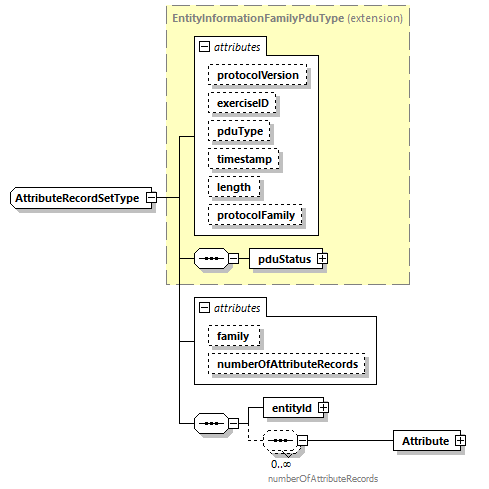 EntityInformationFamilyPduType (extension)
attributes
protocolVersion
exerciseID
pduType
timestamp
length
protocolFamily
AttributeRecordSetType
pduStatus
attributes
family
numberOfAttributeRecords
entityId
Attribute
0..∞
numberOfAttributeRecords